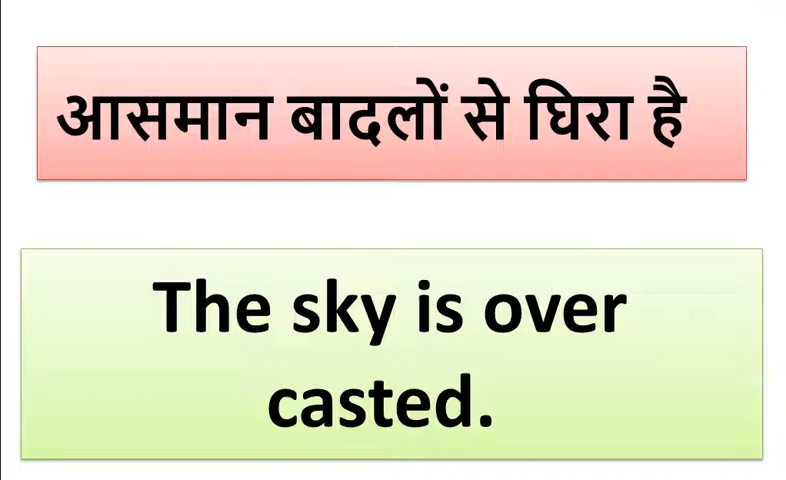 आसमान बादलों से घिरा है
The sky is over
casted.